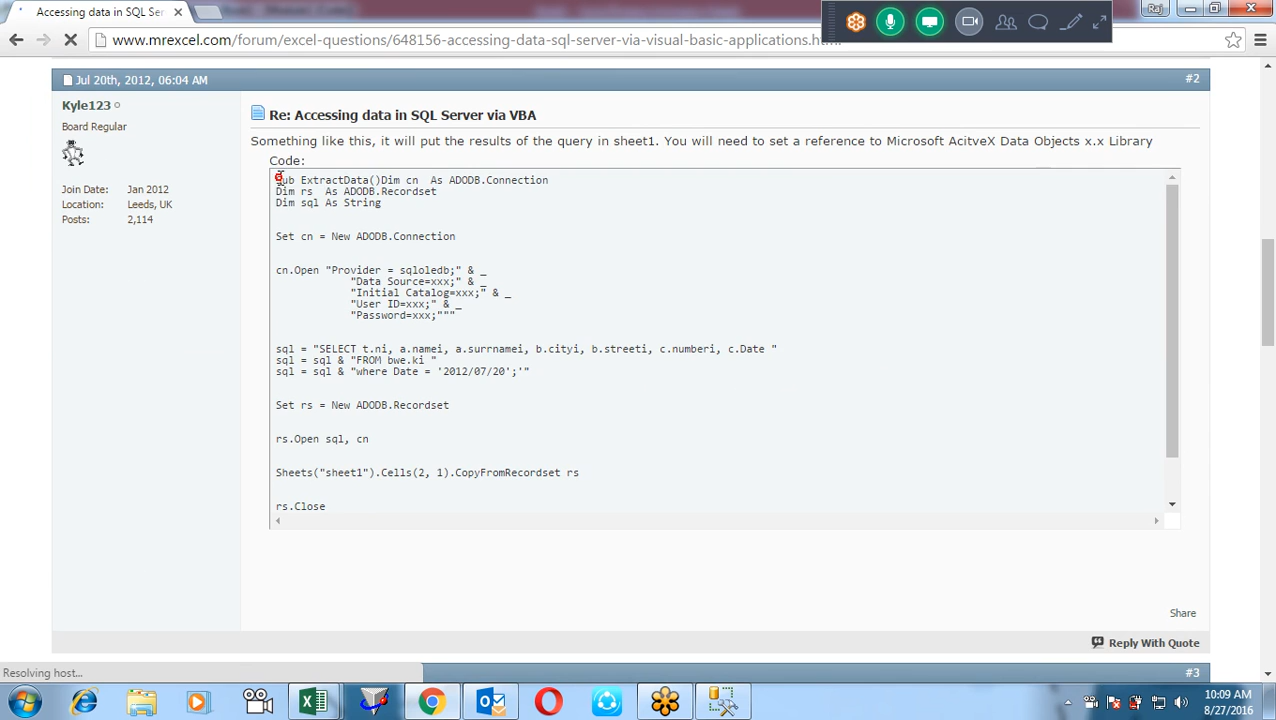 Accessing data in SQL Ser
Raj
www.mrexcel.com/forum/excel-questions/
156-accessing-data-sql-server-via-visual-basic-applications.html
Jul 20th, 2012, 06:04 AM
#2
Kyle123
Board Regular
Join Date: Jan 2012
Location: Leeds, UK
Posts: 2,114
Re: Accessing data in SQL Server via VBA
Something like this, it will put the results of the query in sheet1. You will need to set a reference to Microsoft AcitveX Data Objects x.x Library
Code:
Sub ExtractData()Dim cn  As ADODB.Connection
Dim rs  As ADODB.Recordset
Dim sql As String
Set cn = New ADODB.Connection
cn.Open "Provider = sqloledb;" & _
"Data Source=xxx;" & _
"Initial Catalog=xxx;" & _
"User ID=xxx;" & _
"Password=xxx;"""
sql = "SELECT t.ni, a.namei, a.surrnamei, b.cityi, b.streeti, c.numberi, c.Date "
sql = sql & "FROM bwe.ki "
sql = sql & "where Date = '2012/07/20';'"
Set rs = New ADODB.Recordset
rs.Open sql, cn
Sheets("sheet1").Cells(2, 1).CopyFromRecordset rs
rs.Close
Share
Reply With Quote
#3
Resolving host...
10:09 AM
8/27/2016